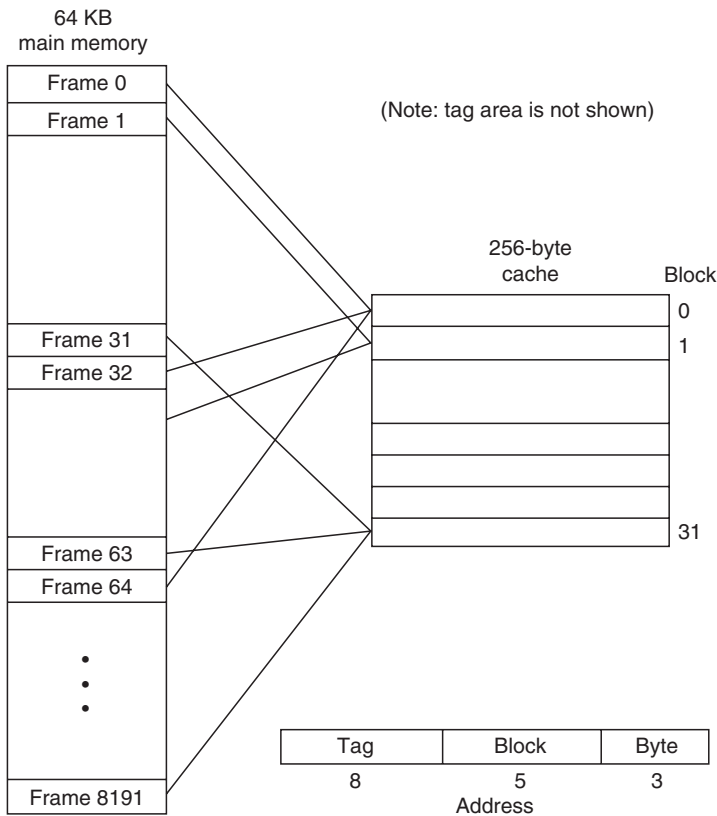 64 KB
main memory
Frame 0
Frame 1
(Note: tag area is not shown)
256-byte
cache
Block
0
1
Frame 31
Frame 32
31
Frame 63
Frame 64
Frame 8191
Tag Block Byte
8 5 3
Address